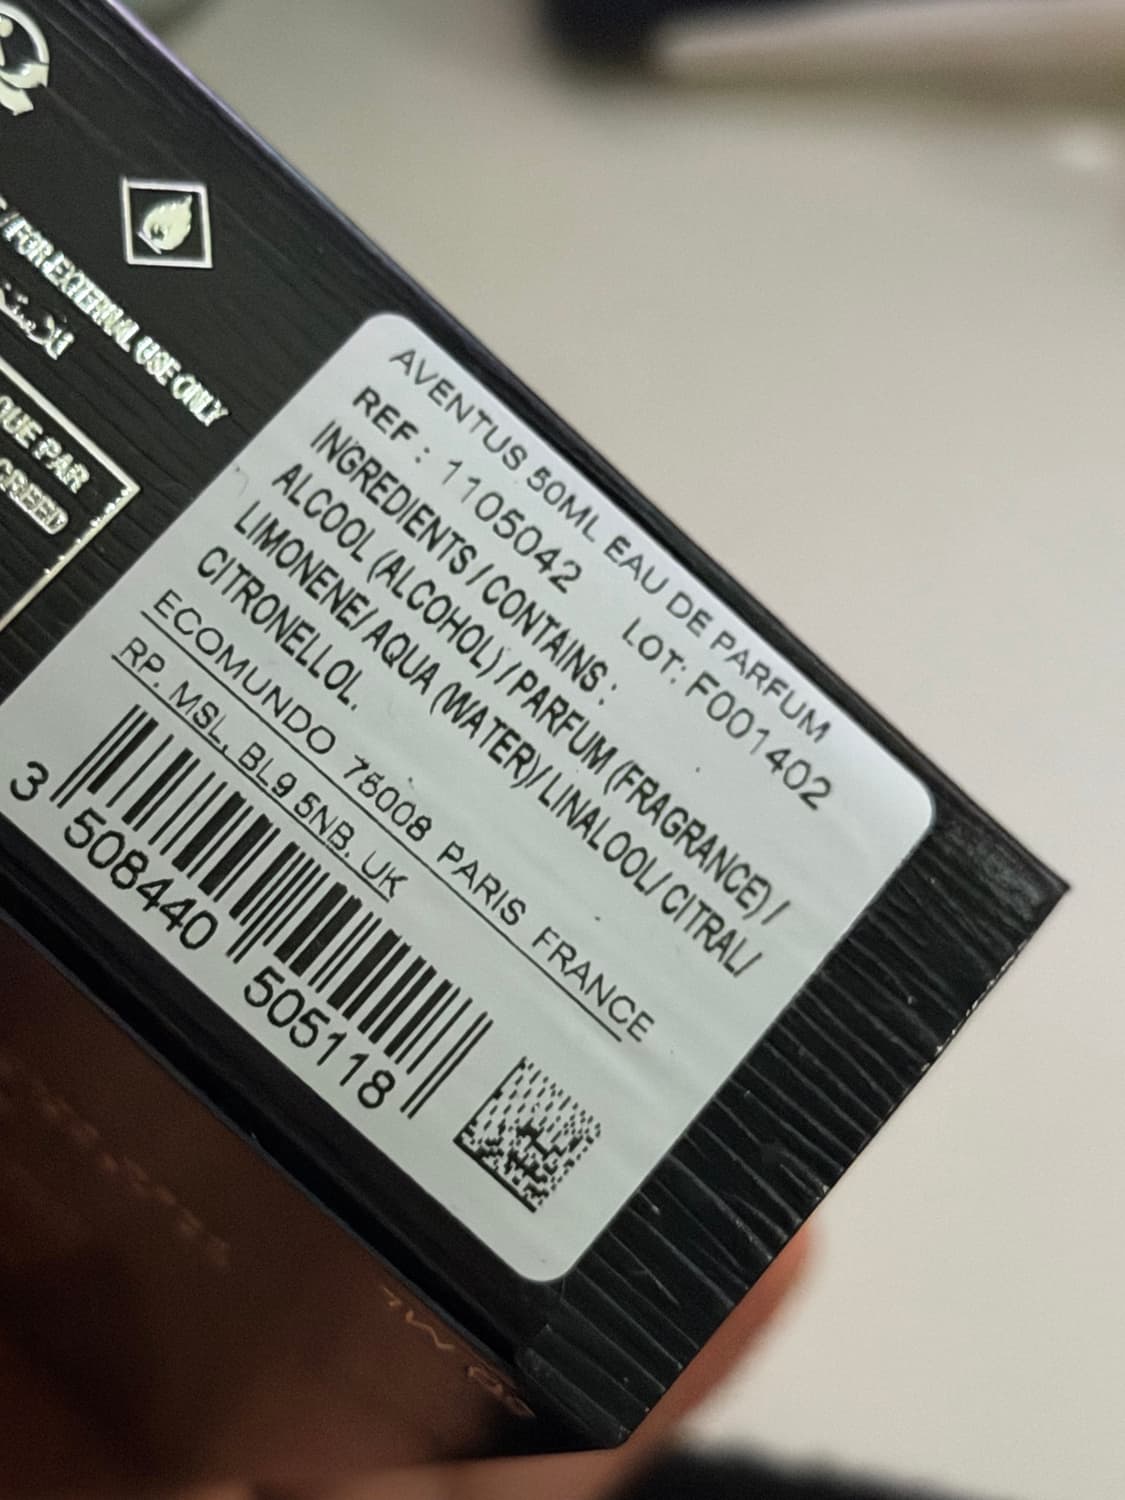 / FOR EXTERNAL USE ONLY
QUE PAR
CREED
AVENTUS 50ML EAU DE PARFUM
REF : 1105042 LOT: F001402
INGREDIENTS / CONTAINS :
ALCOOL (ALCOHOL) / PARFUM (FRAGRANCE) /
LIMONENE/ AQUA (WATER)/ LINALOOL/ CITRAL/
CITRONELLOL.
ECOMUNDO 75008 PARIS FRANCE
RP. MSL, BL9 5NB, UK
3 508440 505118